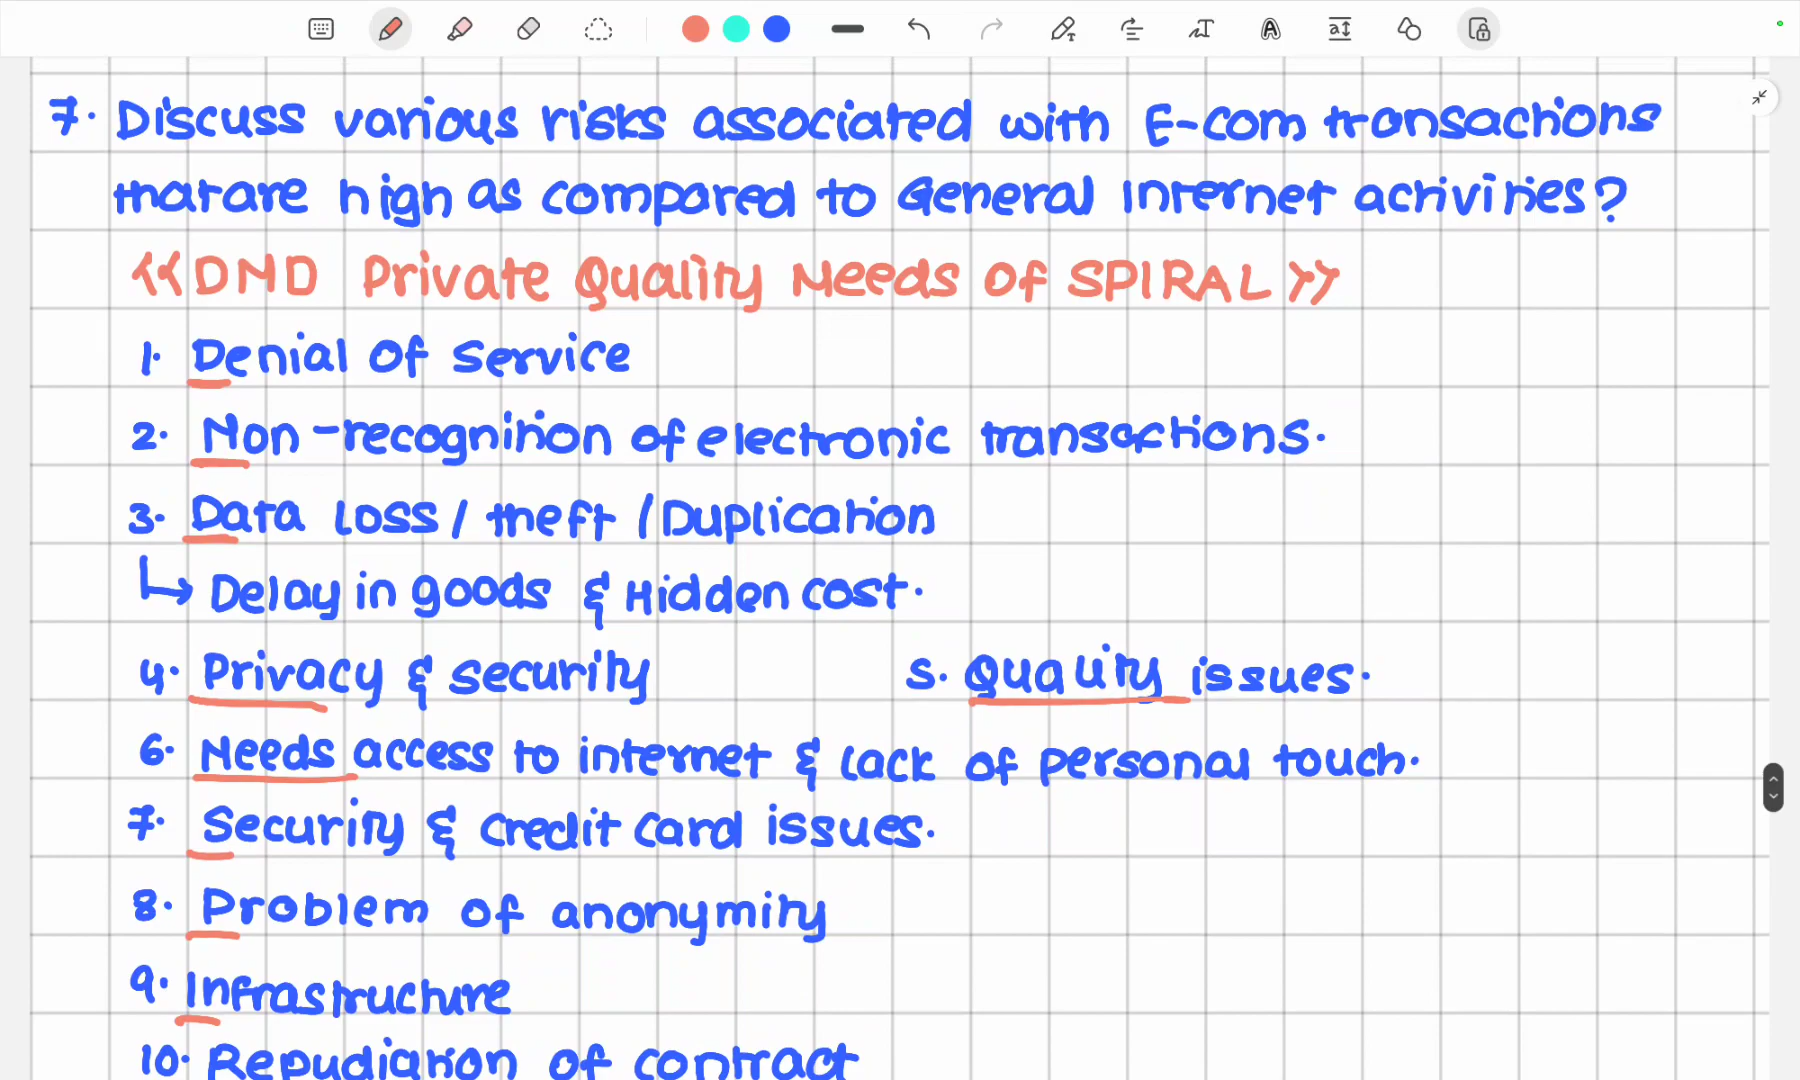 7. Discuss various risks associated with E-com transactions
that are high as compared to General Internet activities?
<< DND Private Quality Needs Of SPIRAL >>
1. Denial of service
2. Non-recognition of electronic transactions.
3. Data Loss / theft / Duplication
↳ Delay in goods & Hidden cost.
4. Privacy & security 5. Quality issues.
6. Needs access to internet & lack of personal touch.
7. Security & credit card issues.
8. Problem of anonymity
9. Infrastructure
10. Repudiation of contract